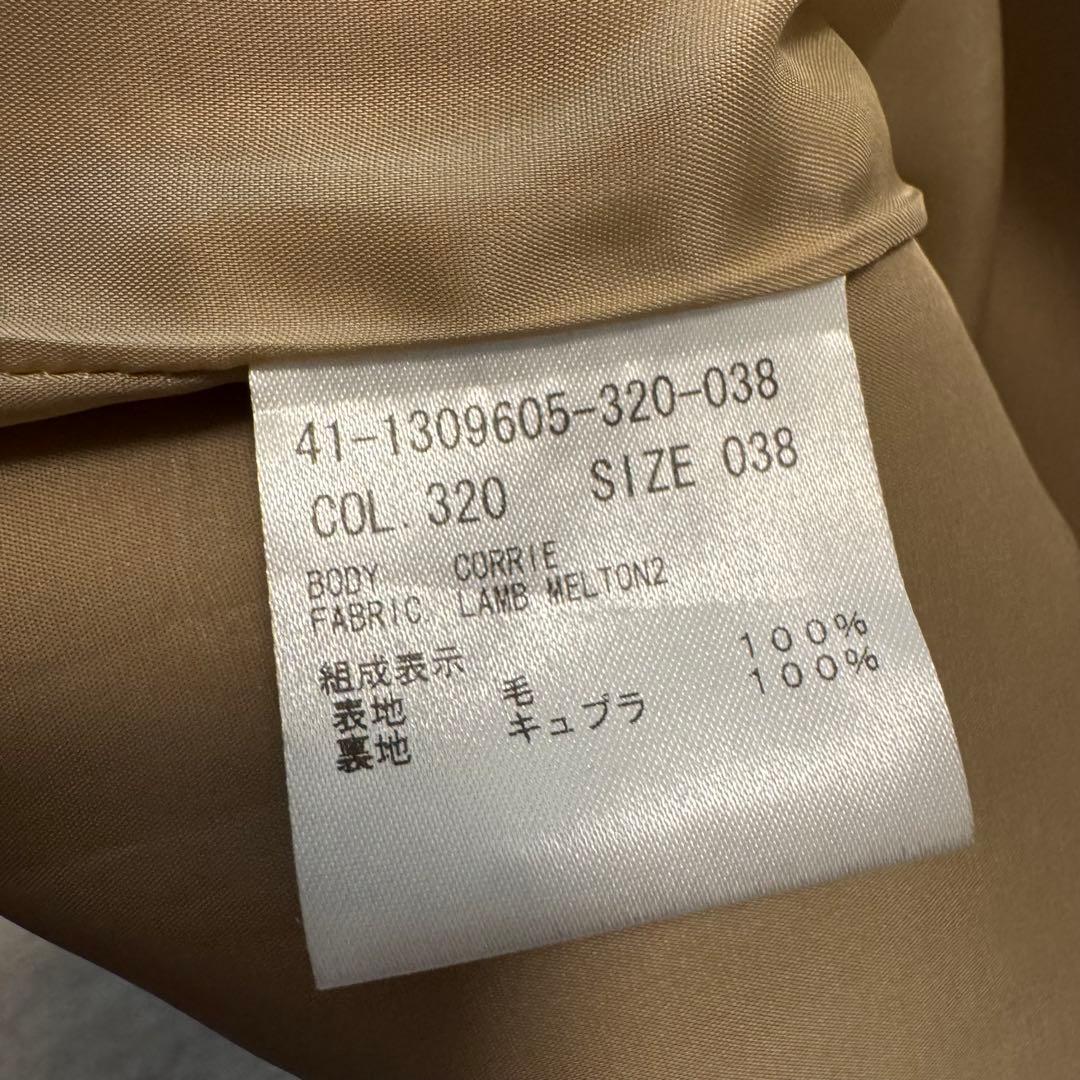 41-1309605-320-038
COL. 320 SIZE 038
BODY CORRIE
FABRIC. LAMB MELTON2
組成表示
表地 毛 100%
裏地 キュプラ 100%